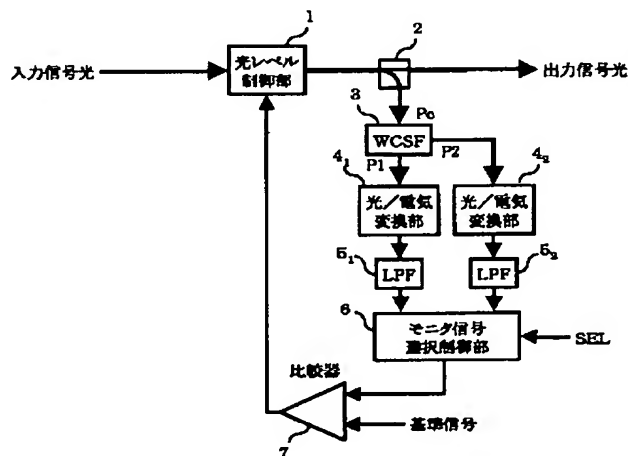 1
2
入力信号光
光レベル
制御部
出力信号光
3
Pc
WCSF
P1
P2
4₁
4₂
光／電気
変換部
光／電気
変換部
5₁
LPF
LPF
5₂
6
モニタ信号
選択制御部
SEL
比較器
7
基準信号